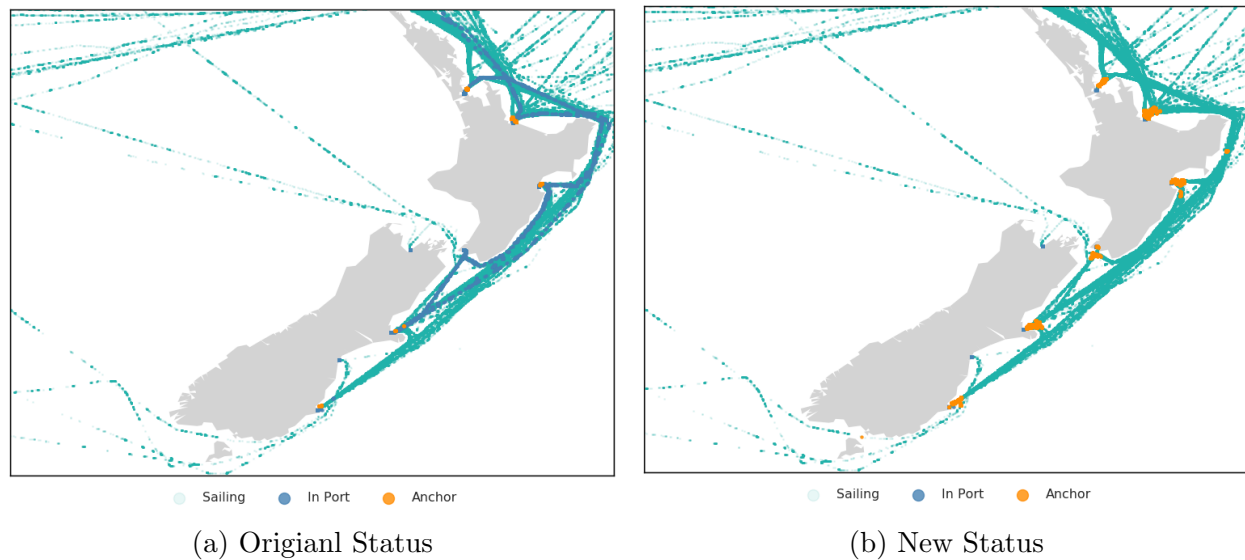 Sailing In Port Anchor
Sailing In Port Anchor
(a) Origianl Status
(b) New Status